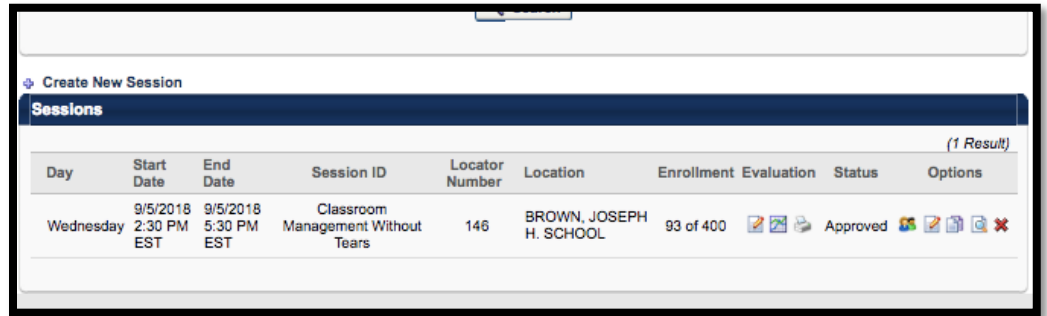 Create New Session
Sessions
(1 Result)
Day Start Date End Date Session ID Locator Number Location Enrollment Evaluation Status Options
Wednesday 9/5/2018 2:30 PM EST 9/5/2018 5:30 PM EST Classroom Management Without Tears 146 BROWN, JOSEPH H. SCHOOL 93 of 400 Approved